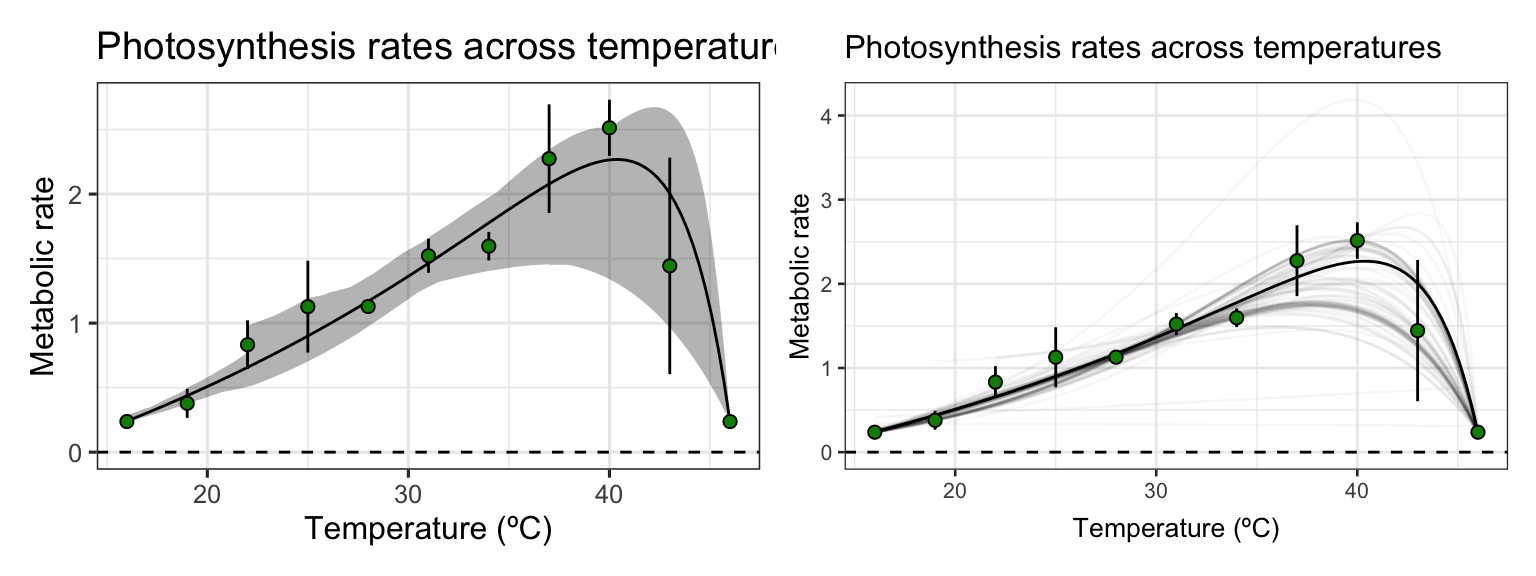 Photosynthesis rates across temperatur
Metabolic rate
2
1
0
20 30 40
Temperature (ºC)
Photosynthesis rates across temperatures
Metabolic rate
4
3
2
1
0
20 30 40
Temperature (ºC)